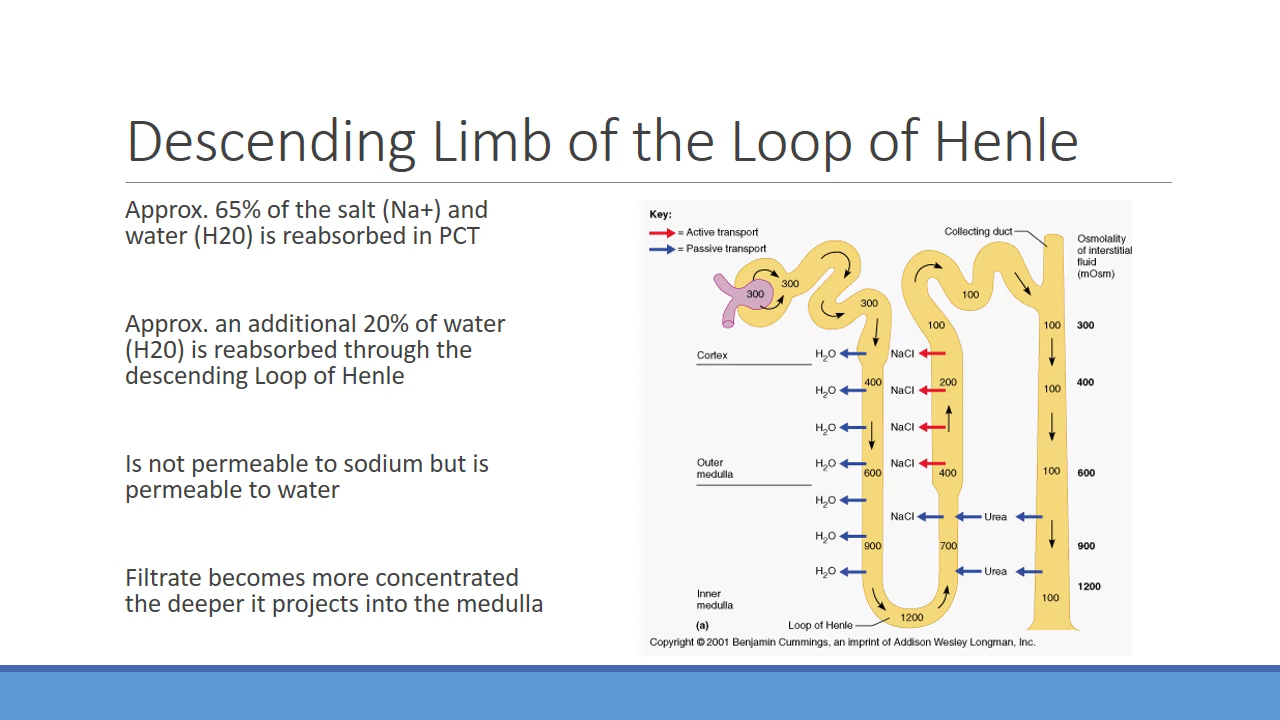 Descending Limb of the Loop of Henle
Approx. 65% of the salt (Na+) and
water (H20) is reabsorbed in PCT
Approx. an additional 20% of water
(H20) is reabsorbed through the
descending Loop of Henle
Is not permeable to sodium but is
permeable to water
Filtrate becomes more concentrated
the deeper it projects into the medulla
Key:
= Active transport
= Passive transport
Collecting duct
Osmolality
of interstitial
fluid
(mOsm)
300
300
300
100
100
100
300
Cortex
H₂O
NaCl
400
200
H₂O
NaCl
100
400
H₂O
NaCl
Outer
medulla
H₂O
NaCl
600
400
100
600
H₂O
NaCl
Urea
H₂O
900
700
900
H₂O
Urea
1200
Inner
medulla
100
1200
(a)
Loop of Henle
Copyright © 2001 Benjamin Cummings, an imprint of Addison Wesley Longman, Inc.